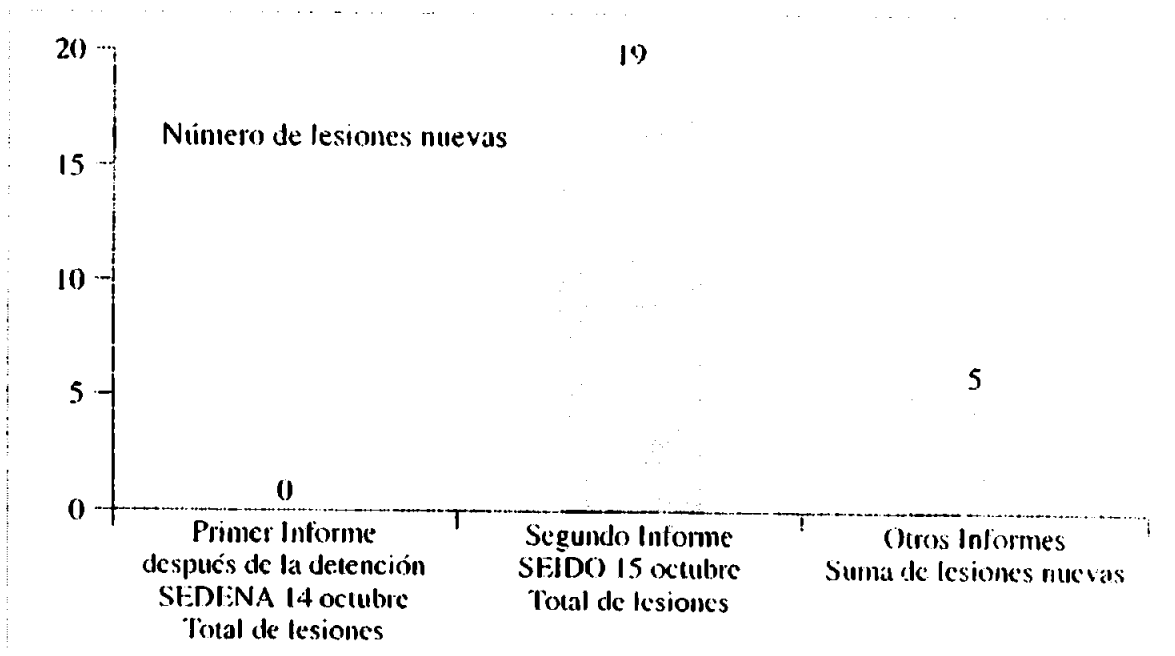 20
19
Número de lesiones nuevas
15
10
5
5
0
0
Primer Informe
después de la detención
SEDENA 14 octubre
Total de lesiones
Segundo Informe
SEIDO 15 octubre
Total de lesiones
Otros Informes
Suma de lesiones nuevas